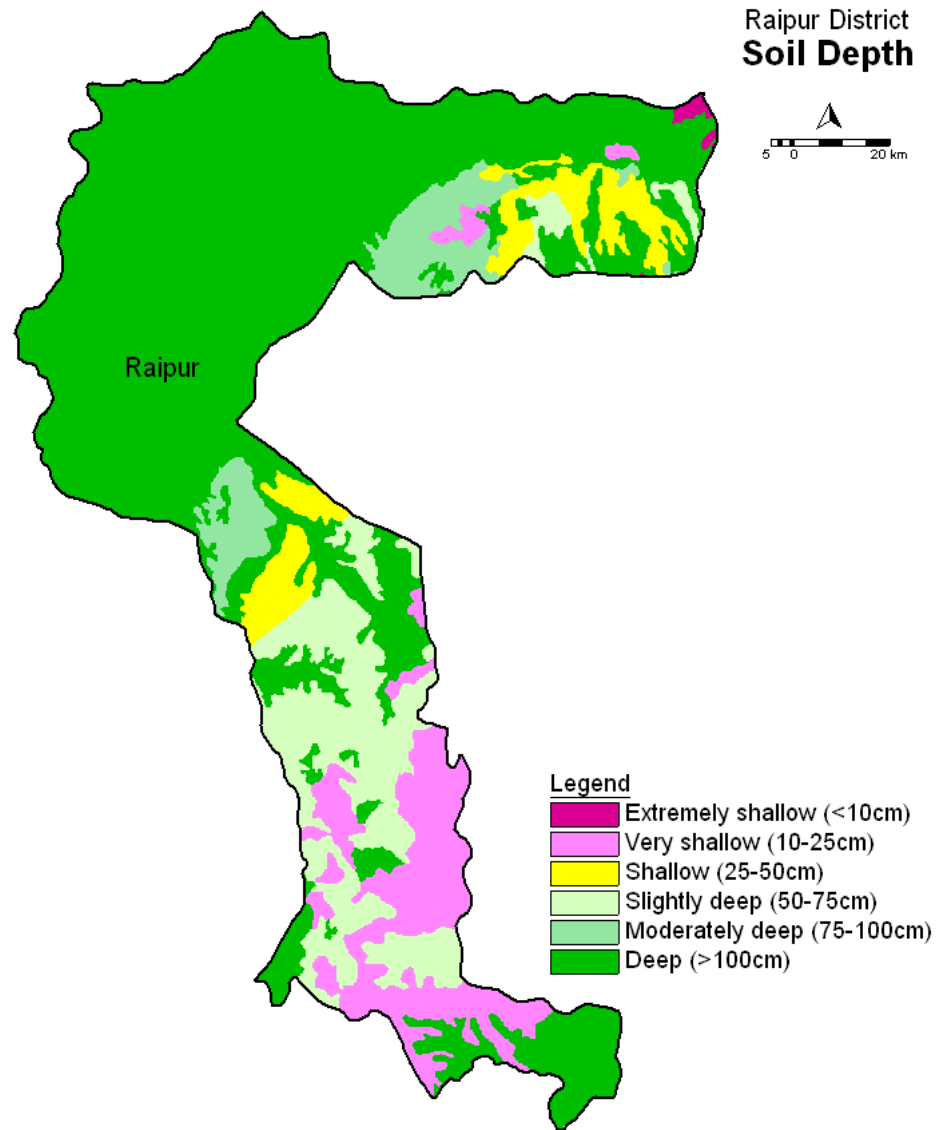 Raipur District
Soil Depth
5 0 20 km
Raipur
Legend
Extremely shallow (<10cm)
Very shallow (10-25cm)
Shallow (25-50cm)
Slightly deep (50-75cm)
Moderately deep (75-100cm)
Deep (>100cm)